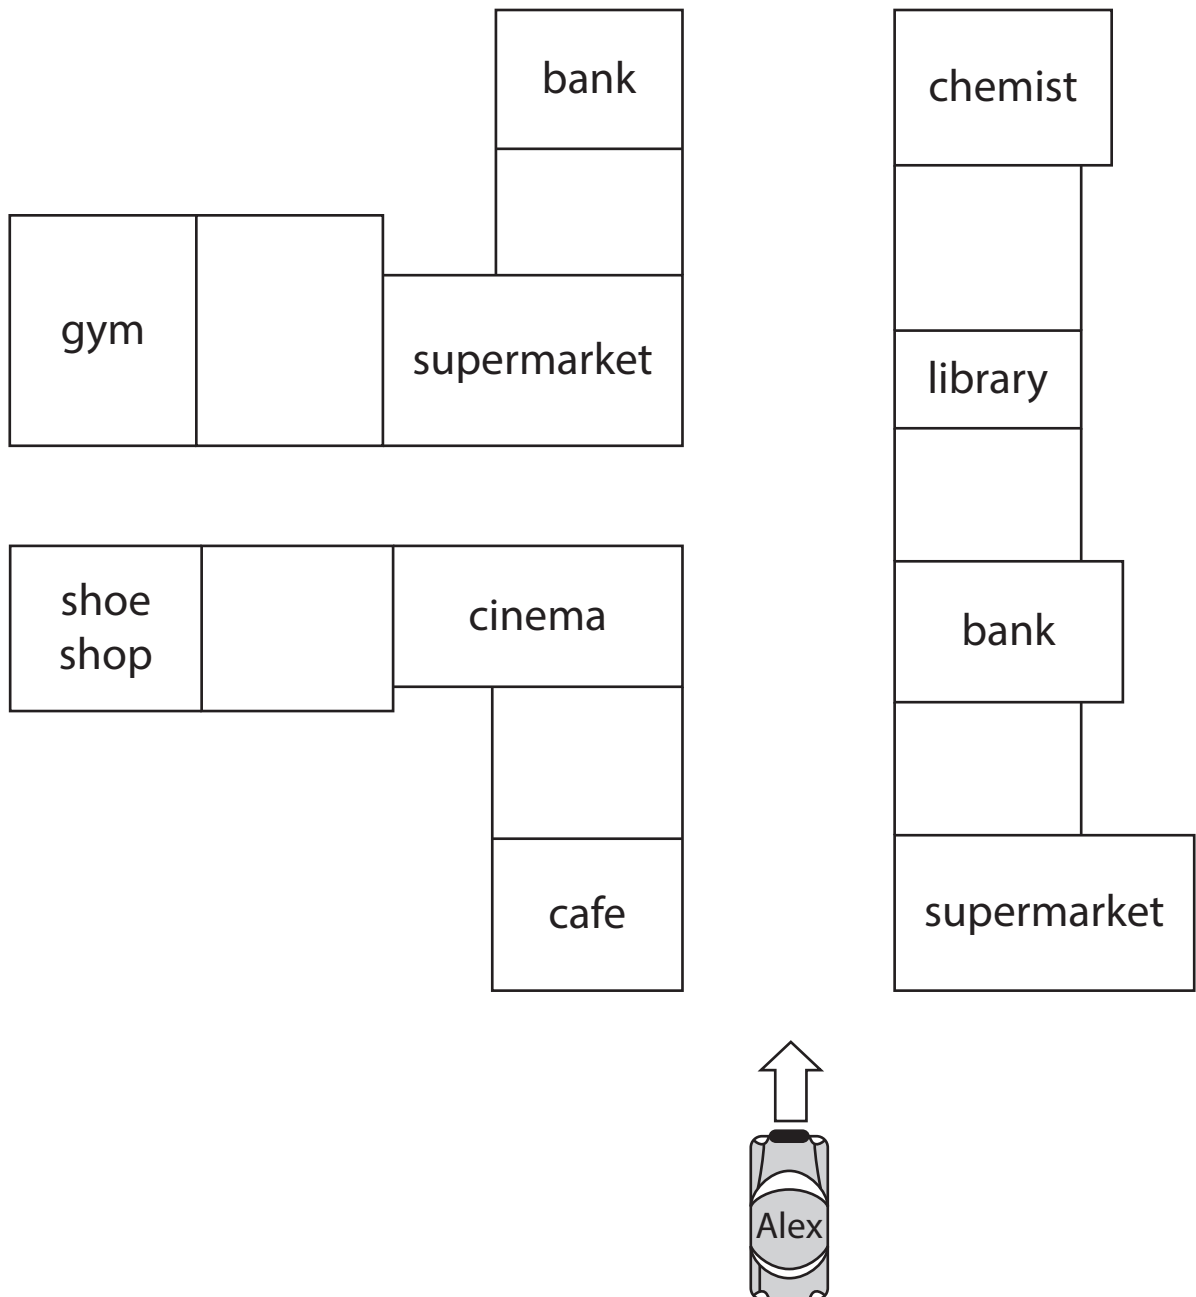 bank
chemist
gym
supermarket
library
shoe
shop
cinema
bank
cafe
supermarket
Alex